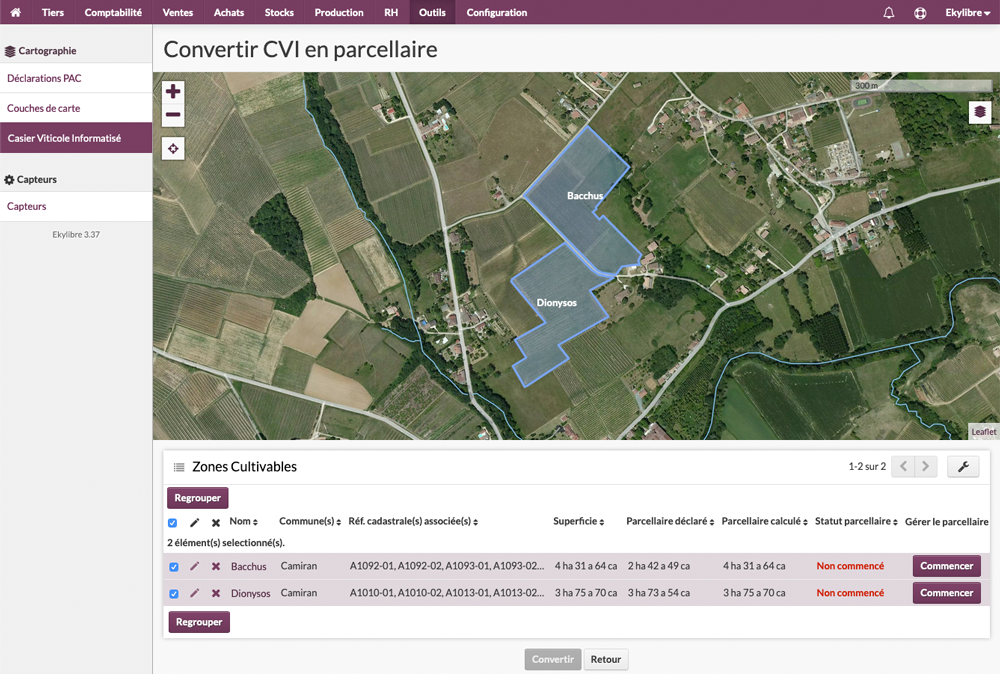 Tiers Comptabilité Ventes Achats Stocks Production RH Outils Configuration Ekylibre
Cartographie
Déclarations PAC
Couches de carte
Casier Viticole Informatisé
Capteurs
Capteurs
Ekylibre 3.37
Convertir CVI en parcellaire
300 m
Bacchus
Dionysos
Leaflet
Zones Cultivables 1-2 sur 2
Regrouper
Nom Commune(s) Réf. cadastrale(s) associée(s) Superficie Parcellaire déclaré Parcellaire calculé Statut parcellaire Gérer le parcellaire
2 élément(s) selectionné(s).
Bacchus Camiran A1092-01, A1092-02, A1093-01, A1093-02... 4 ha 31 a 64 ca 2 ha 42 a 49 ca 4 ha 31 a 64 ca Non commencé Commencer
Dionysos Camiran A1010-01, A1010-02, A1013-01, A1013-02... 3 ha 75 a 70 ca 3 ha 73 a 54 ca 3 ha 75 a 70 ca Non commencé Commencer
Regrouper
Convertir Retour